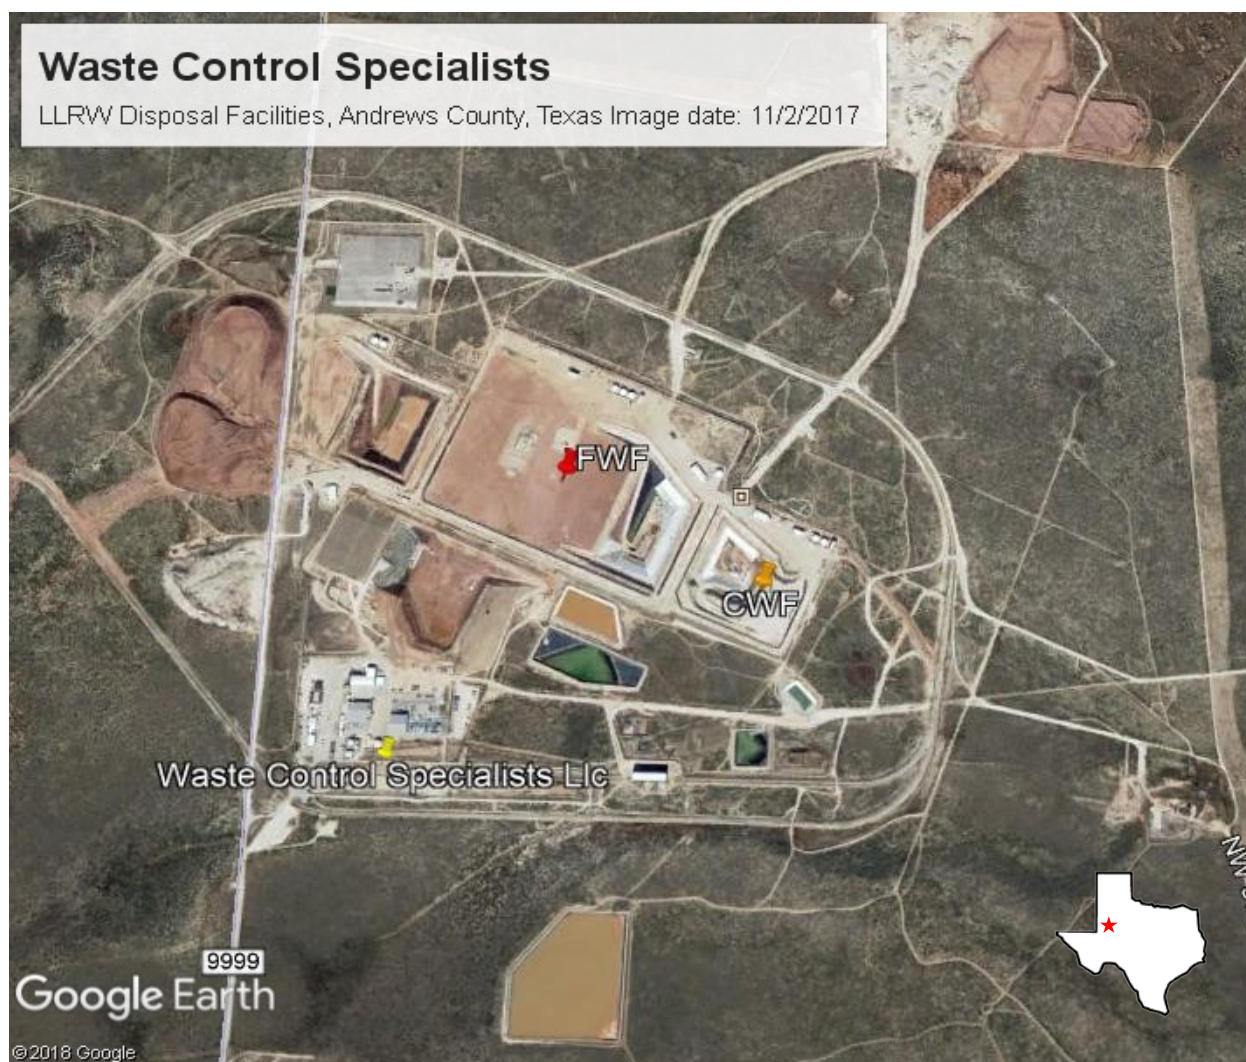 Waste Control Specialists
LLRW Disposal Facilities, Andrews County, Texas Image date: 11/2/2017
FWF
CWF
Waste Control Specialists Llc
NW
9999
Google Earth
©2018 Google